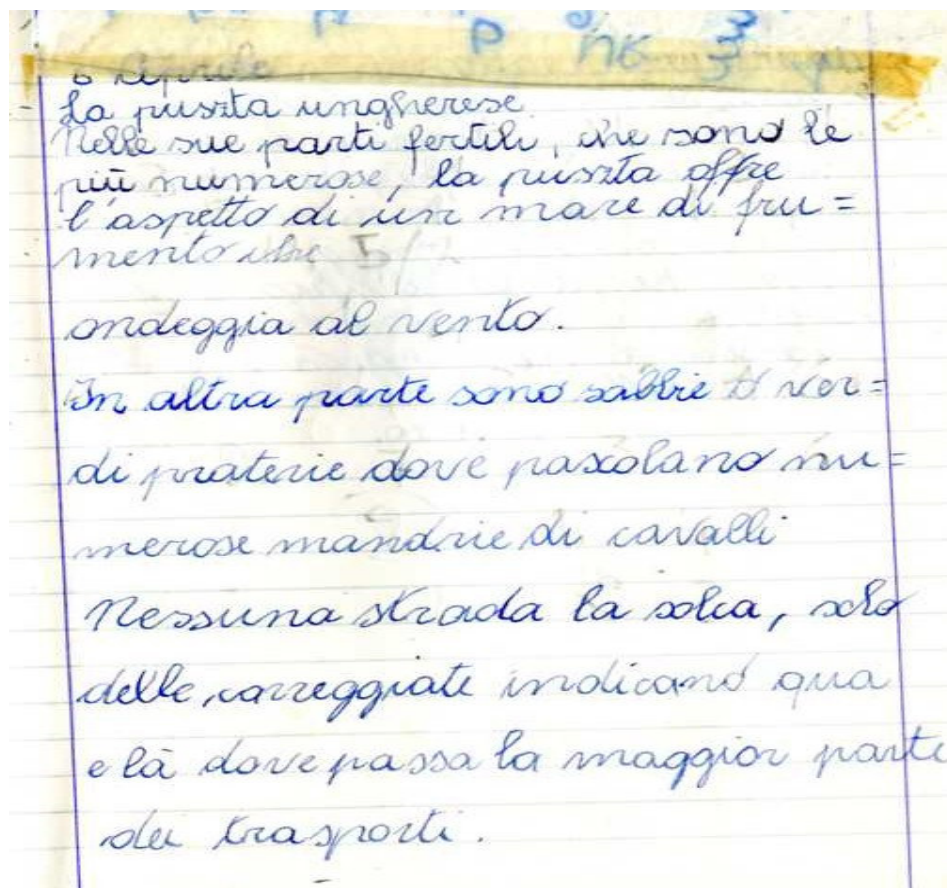 P nk
6 Aprile
La puszta ungherese.
Nelle sue parti fertili, che sono le
più numerose, la puszta offre
l'aspetto di un mare di fru=
mento che
ondeggia al vento.
In altra parte sono sabbie o ver=
di praterie dove pascolano nu=
merose mandrie di cavalli
Nessuna strada la solca, solo
delle carreggiate indicano qua
e là dove passa la maggior parte
dei trasporti.